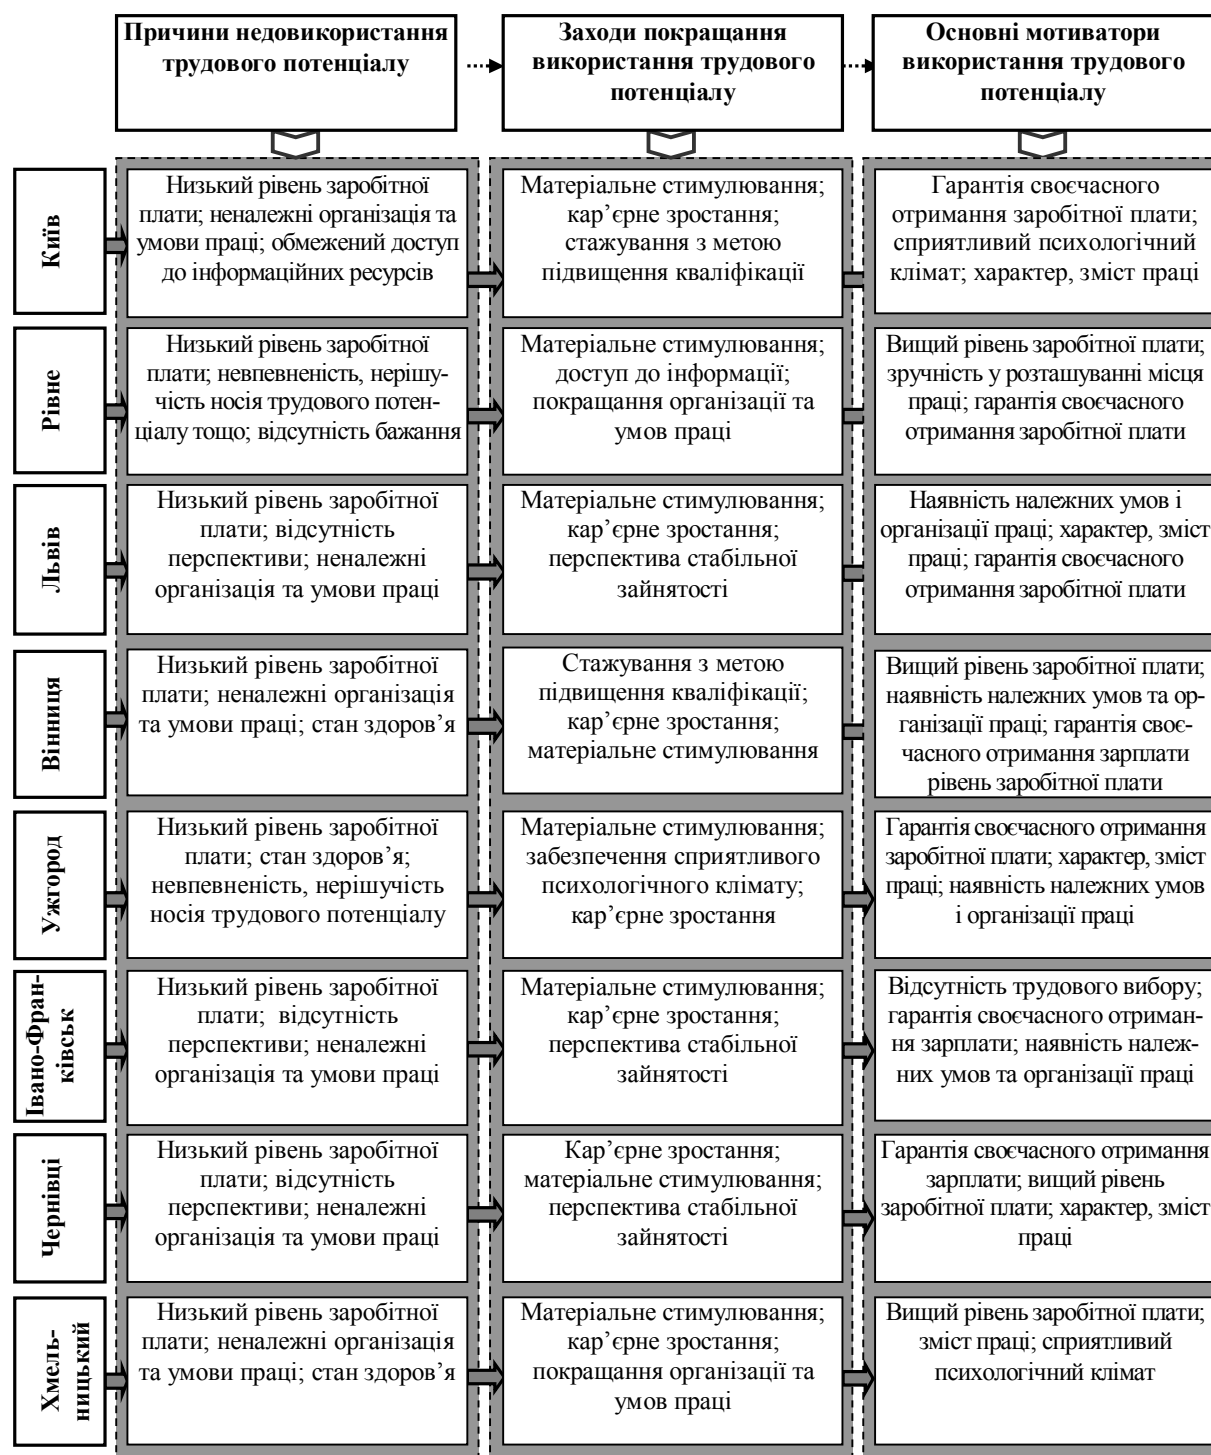 Причини недовикористання
трудового потенціалу
Заходи покращання
використання трудового
потенціалу
Основні мотиватори
використання трудового
потенціалу
Київ
Низький рівень заробітної
плати; неналежні організація та
умови праці; обмежений доступ
до інформаційних ресурсів
Матеріальне стимулювання;
кар’єрне зростання;
стажування з метою
підвищення кваліфікації
Гарантія своєчасного
отримання заробітної плати;
сприятливий психологічний
клімат; характер, зміст праці
Рівне
Низький рівень заробітної
плати; невпевненість, нерішу-
чість носія трудового потен-
ціалу тощо; відсутність бажання
Матеріальне стимулювання;
доступ до інформації;
покращання організації та
умов праці
Вищий рівень заробітної плати;
зручність у розташуванні місця
праці; гарантія своєчасного
отримання заробітної плати
Львів
Низький рівень заробітної
плати; відсутність
перспективи; неналежні
організація та умови праці
Матеріальне стимулювання;
кар’єрне зростання;
перспектива стабільної
зайнятості
Наявність належних умов і
організації праці; характер, зміст
праці; гарантія своєчасного
отримання заробітної плати
Вінниця
Низький рівень заробітної
плати; неналежні організація
та умови праці; стан здоров’я
Стажування з метою
підвищення кваліфікації;
кар’єрне зростання;
матеріальне стимулювання
Вищий рівень заробітної плати;
наявність належних умов та ор-
ганізації праці; гарантія своє-
часного отримання зарплати
рівень заробітної плати
Ужгород
Низький рівень заробітної
плати; стан здоров’я;
невпевненість, нерішучість
носія трудового потенціалу
Матеріальне стимулювання;
забезпечення сприятливого
психологічного клімату;
кар’єрне зростання
Гарантія своєчасного отримання
заробітної плати; характер, зміст
праці; наявність належних умов
і організації праці
Івано-Фран-
ківськ
Низький рівень заробітної
плати; відсутність
перспективи; неналежні
організація та умови праці
Матеріальне стимулювання;
кар’єрне зростання;
перспектива стабільної
зайнятості
Відсутність трудового вибору;
гарантія своєчасного отриман-
ня зарплати; наявність належ-
них умов та організації праці
Чернівці
Низький рівень заробітної
плати; відсутність
перспективи; неналежні
організація та умови праці
Кар’єрне зростання;
матеріальне стимулювання;
перспектива стабільної
зайнятості
Гарантія своєчасного отримання
зарплати; вищий рівень
заробітної плати; характер, зміст
праці
Хмель-
ницький
Низький рівень заробітної
плати; неналежні організація
та умови праці; стан здоров’я
Матеріальне стимулювання;
кар’єрне зростання;
покращання організації та
умов праці
Вищий рівень заробітної плати;
зміст праці; сприятливий
психологічний клімат